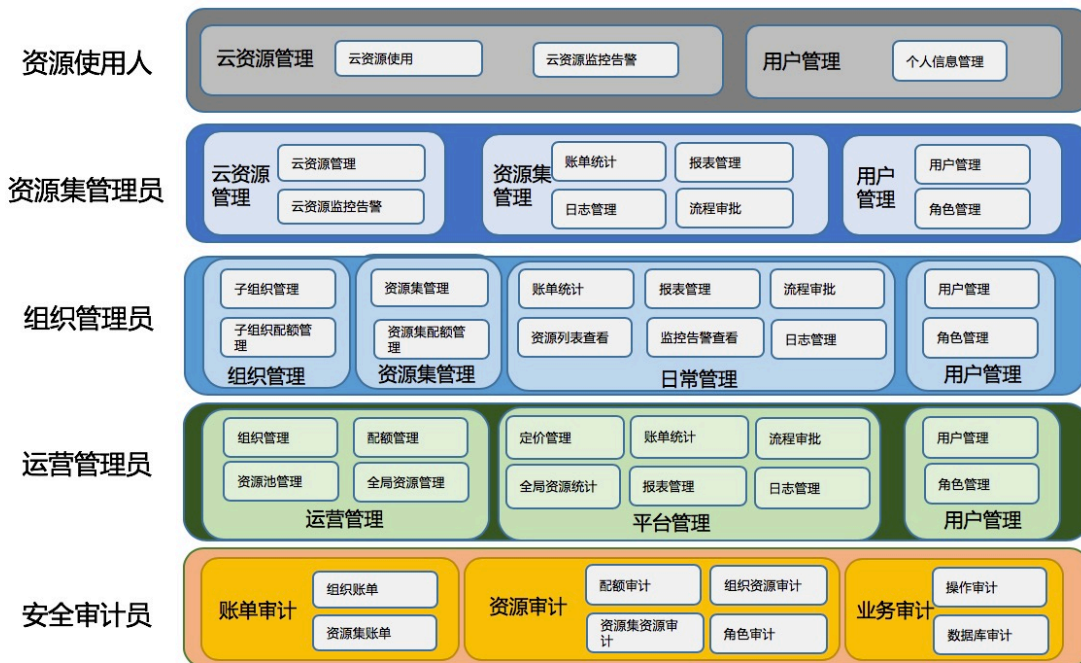 资源使用人
云资源管理
云资源使用
云资源监控告警
用户管理
个人信息管理
资源集管理员
云资源
管理
云资源管理
云资源监控告警
资源集
管理
账单统计
报表管理
日志管理
流程审批
用户
管理
用户管理
角色管理
组织管理员
子组织管理
子组织配额管
理
组织管理
资源集管理
资源集配额管
理
资源集管理
账单统计
报表管理
流程审批
资源列表查看
监控告警查看
日志管理
日常管理
用户管理
角色管理
用户管理
运营管理员
组织管理
配额管理
资源池管理
全局资源管理
运营管理
定价管理
账单统计
流程审批
全局资源统计
报表管理
日志管理
平台管理
用户管理
角色管理
用户管理
安全审计员
账单审计
组织账单
资源集账单
资源审计
配额审计
组织资源审计
资源集资源审
计
角色审计
业务审计
操作审计
数据库审计